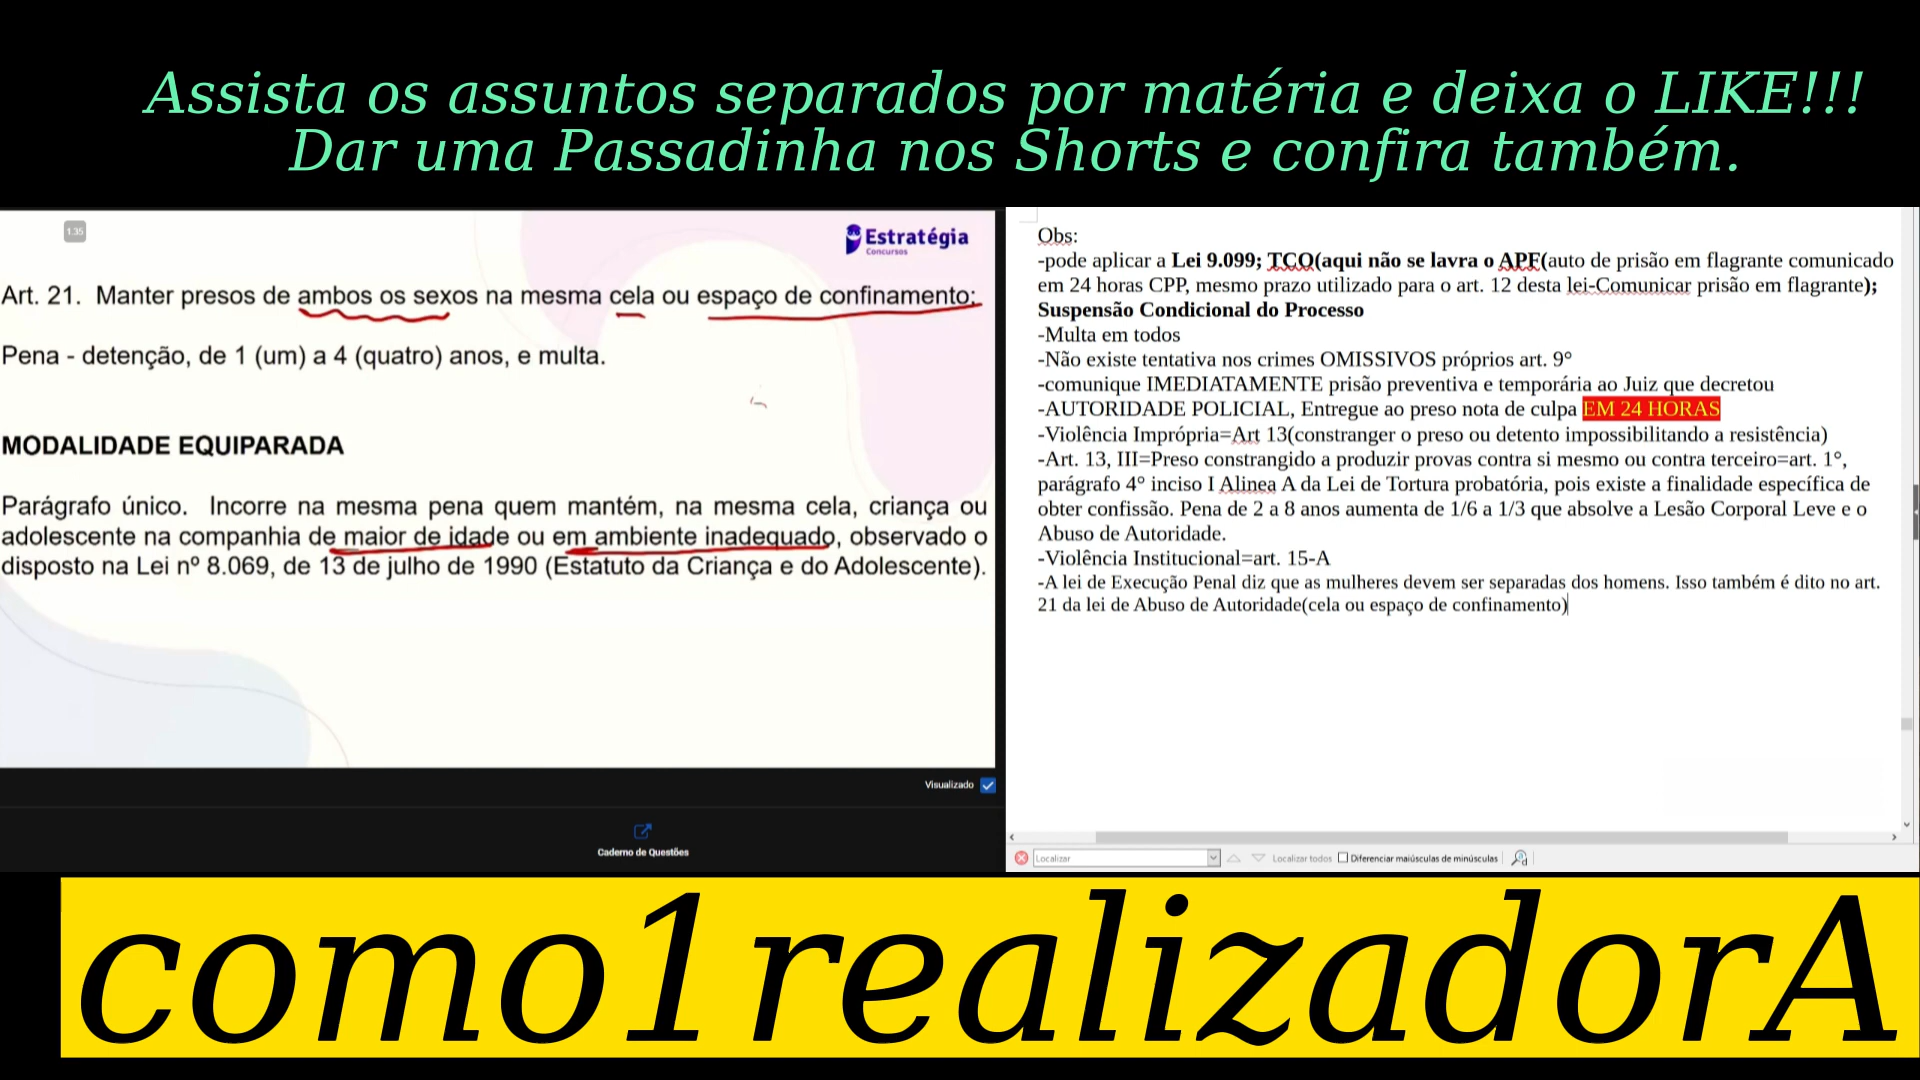 Assista os assuntos separados por matéria e deixa o LIKE!!!
Dar uma Passadinha nos Shorts e confira também.
1.35
Estratégia
Concursos
Art. 21. Manter presos de ambos os sexos na mesma cela ou espaço de confinamento:
Pena - detenção, de 1 (um) a 4 (quatro) anos, e multa.
MODALIDADE EQUIPARADA
Parágrafo único. Incorre na mesma pena quem mantém, na mesma cela, criança ou
adolescente na companhia de maior de idade ou em ambiente inadequado, observado o
disposto na Lei nº 8.069, de 13 de julho de 1990 (Estatuto da Criança e do Adolescente).
Visualizado
Caderno de Questões
Obs:
-pode aplicar a Lei 9.099; TCO(aqui não se lavra o APF(auto de prisão em flagrante comunicado
em 24 horas CPP, mesmo prazo utilizado para o art. 12 desta lei-Comunicar prisão em flagrante);
Suspensão Condicional do Processo
-Multa em todos
-Não existe tentativa nos crimes OMISSIVOS próprios art. 9°
-comunique IMEDIATAMENTE prisão preventiva e temporária ao Juiz que decretou
-AUTORIDADE POLICIAL, Entregue ao preso nota de culpa EM 24 HORAS
-Violência Imprópria=Art 13(constranger o preso ou detento impossibilitando a resistência)
-Art. 13, III=Preso constrangido a produzir provas contra si mesmo ou contra terceiro=art. 1°,
parágrafo 4° inciso I Alinea A da Lei de Tortura probatória, pois existe a finalidade específica de
obter confissão. Pena de 2 a 8 anos aumenta de 1/6 a 1/3 que absolve a Lesão Corporal Leve e o
Abuso de Autoridade.
-Violência Institucional=art. 15-A
-A lei de Execução Penal diz que as mulheres devem ser separadas dos homens. Isso também é dito no art.
21 da lei de Abuso de Autoridade(cela ou espaço de confinamento)
Localizar
Localizar todos
Diferenciar maiúsculas de minúsculas
como1realizadorA